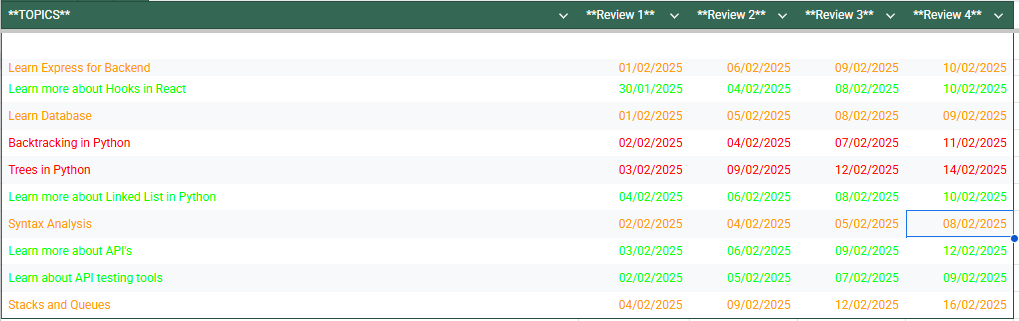 **TOPICS** **Review 1** **Review 2** **Review 3** **Review 4**
Learn Express for Backend 01/02/2025 06/02/2025 09/02/2025 10/02/2025
Learn more about Hooks in React 30/01/2025 04/02/2025 08/02/2025 10/02/2025
Learn Database 01/02/2025 05/02/2025 08/02/2025 09/02/2025
Backtracking in Python 02/02/2025 04/02/2025 07/02/2025 11/02/2025
Trees in Python 03/02/2025 09/02/2025 12/02/2025 14/02/2025
Learn more about Linked List in Python 04/02/2025 06/02/2025 08/02/2025 10/02/2025
Syntax Analysis 02/02/2025 04/02/2025 05/02/2025 08/02/2025
Learn more about API's 03/02/2025 06/02/2025 09/02/2025 12/02/2025
Learn about API testing tools 02/02/2025 05/02/2025 07/02/2025 09/02/2025
Stacks and Queues 04/02/2025 09/02/2025 12/02/2025 16/02/2025